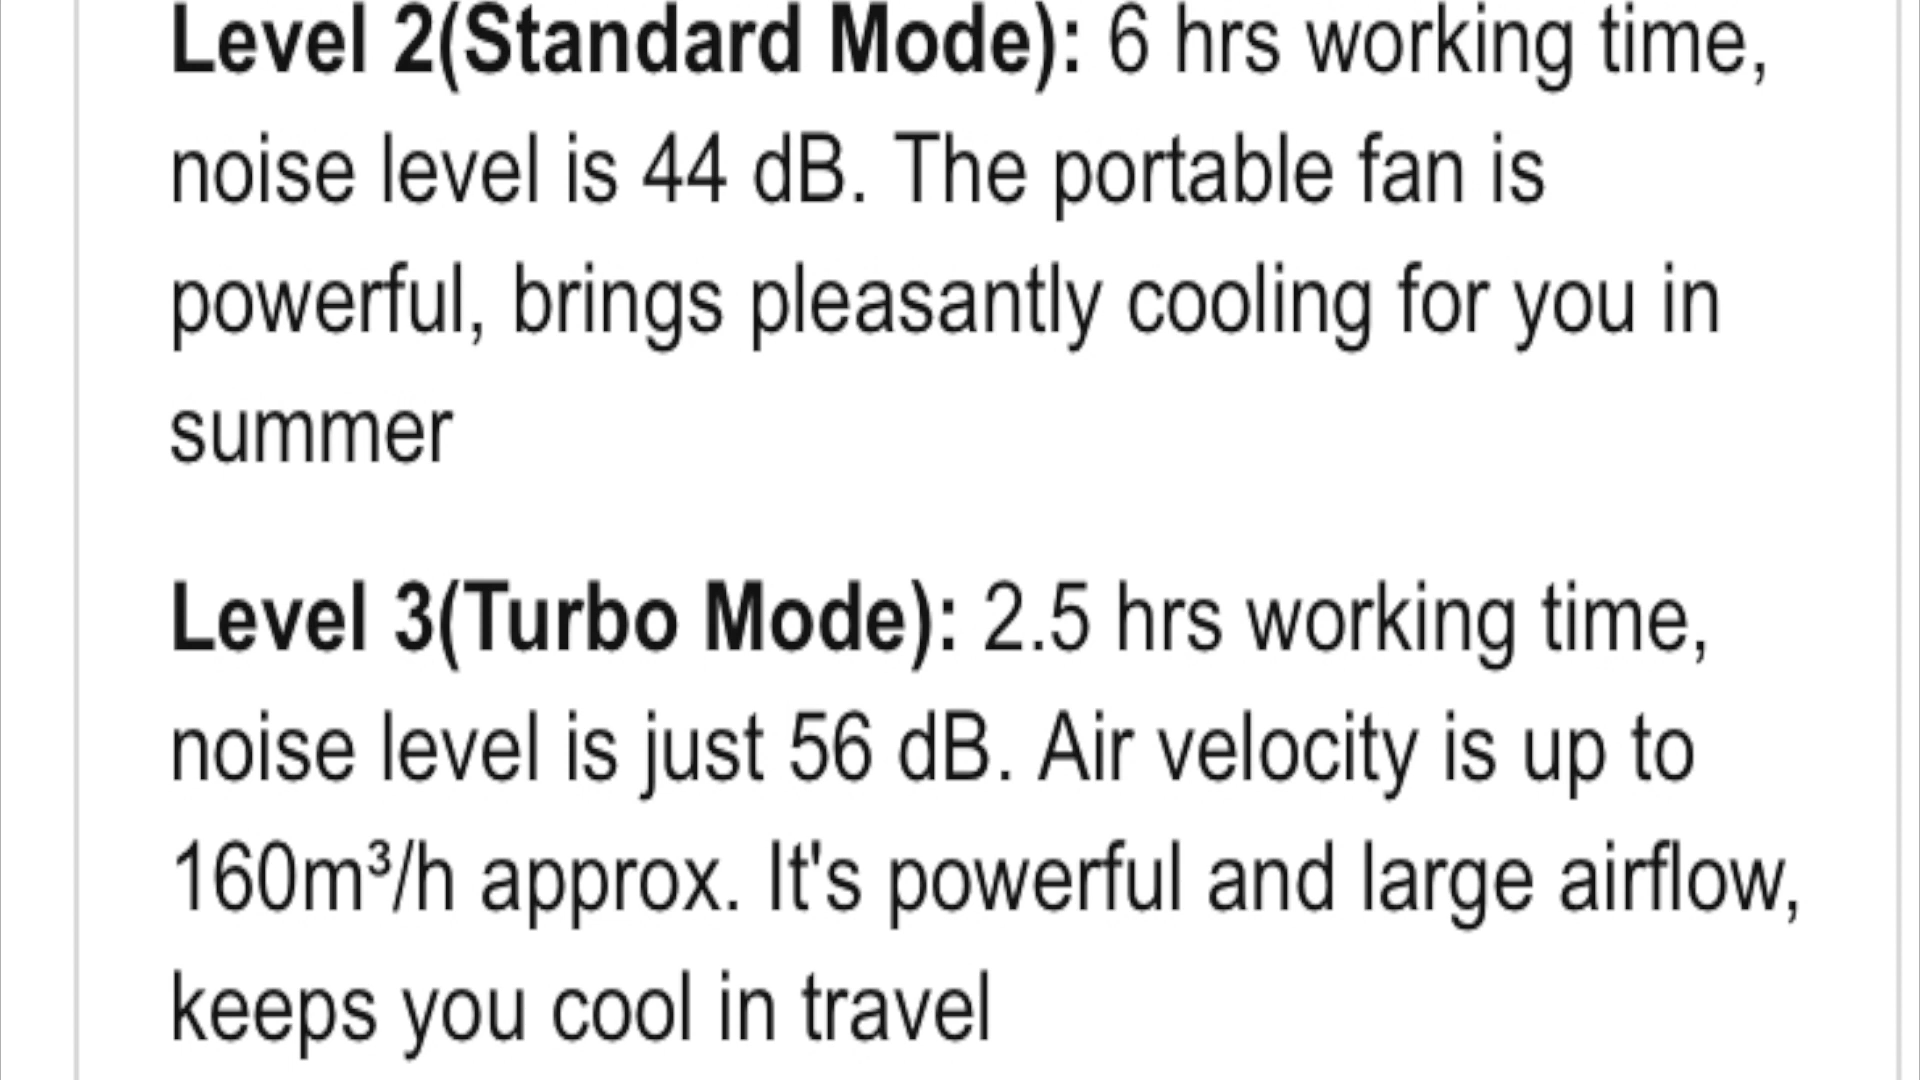 Level 2(Standard Mode): 6 hrs working time,
noise level is 44 dB. The portable fan is
powerful, brings pleasantly cooling for you in
summer
Level 3(Turbo Mode): 2.5 hrs working time,
noise level is just 56 dB. Air velocity is up to
160m³/h approx. It's powerful and large airflow,
keeps you cool in travel